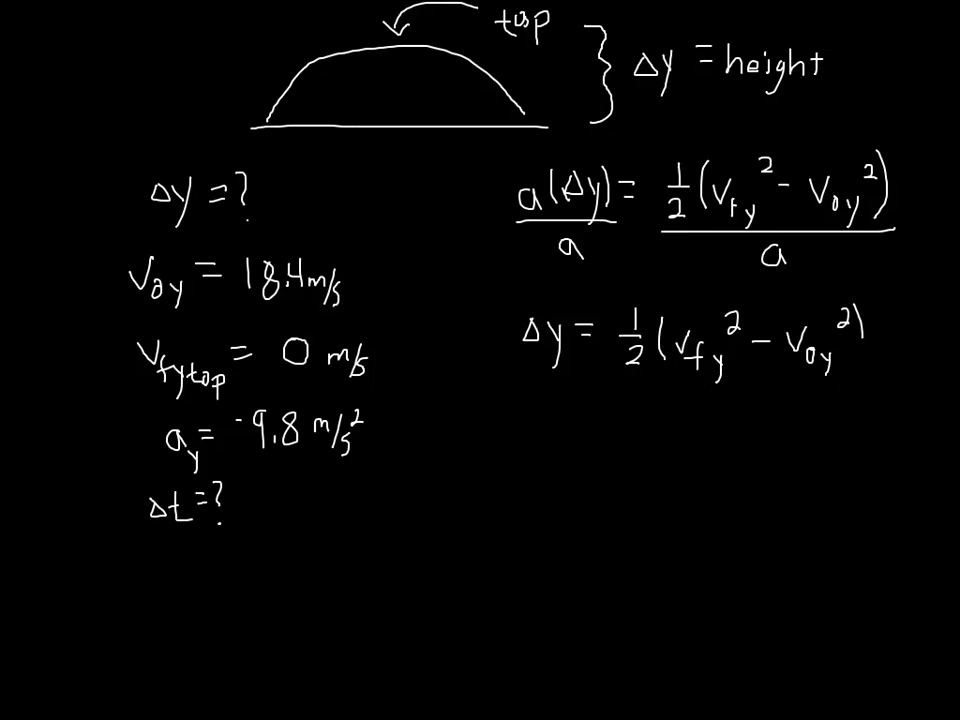 top
Δy = height
Δy = ?
v₀y = 18.4 m/s
vfytop = 0 m/s
ay = -9.8 m/s²
Δt = ?
a(Δy) = ½(vfy² - v₀y²)
a a
Δy = ½(vfy² - v₀y²)